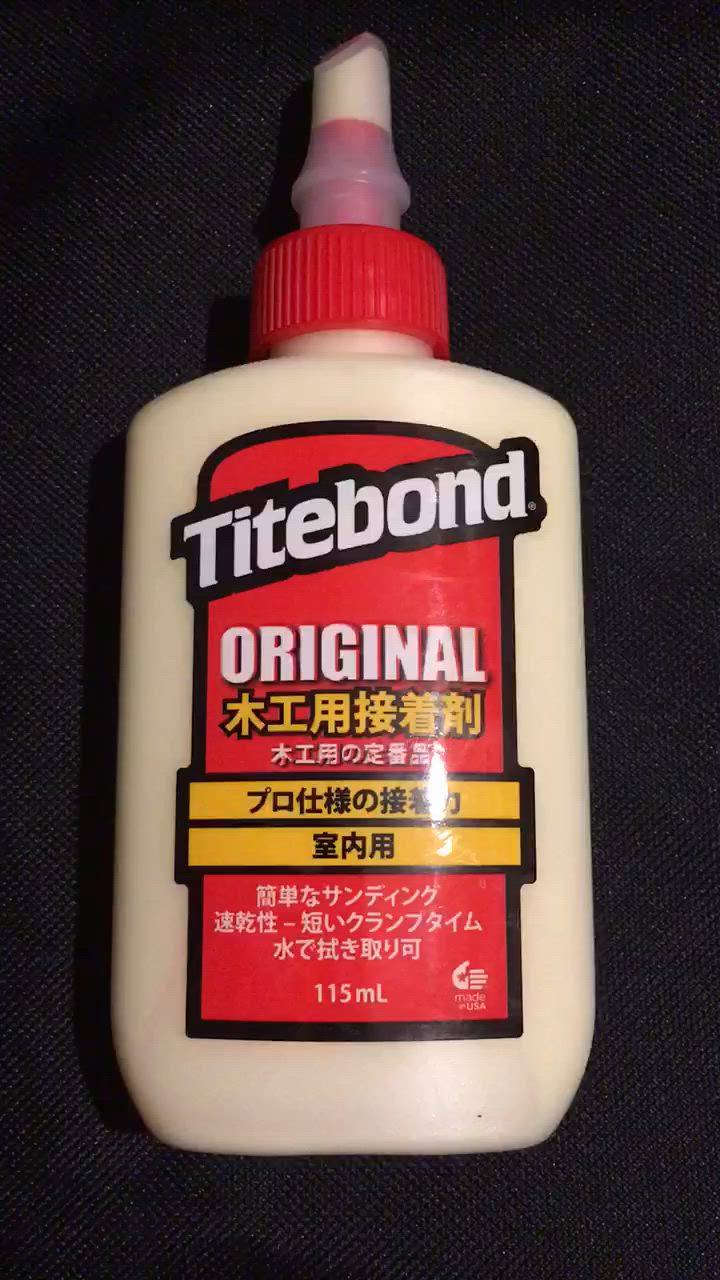 Titebond®
ORIGINAL
木工用接着剤
木工用の定番品
プロ仕様の接着力
室内用
簡単なサンディング
速乾性 – 短いクランプタイム
水で拭き取り可
115mL
made
in USA